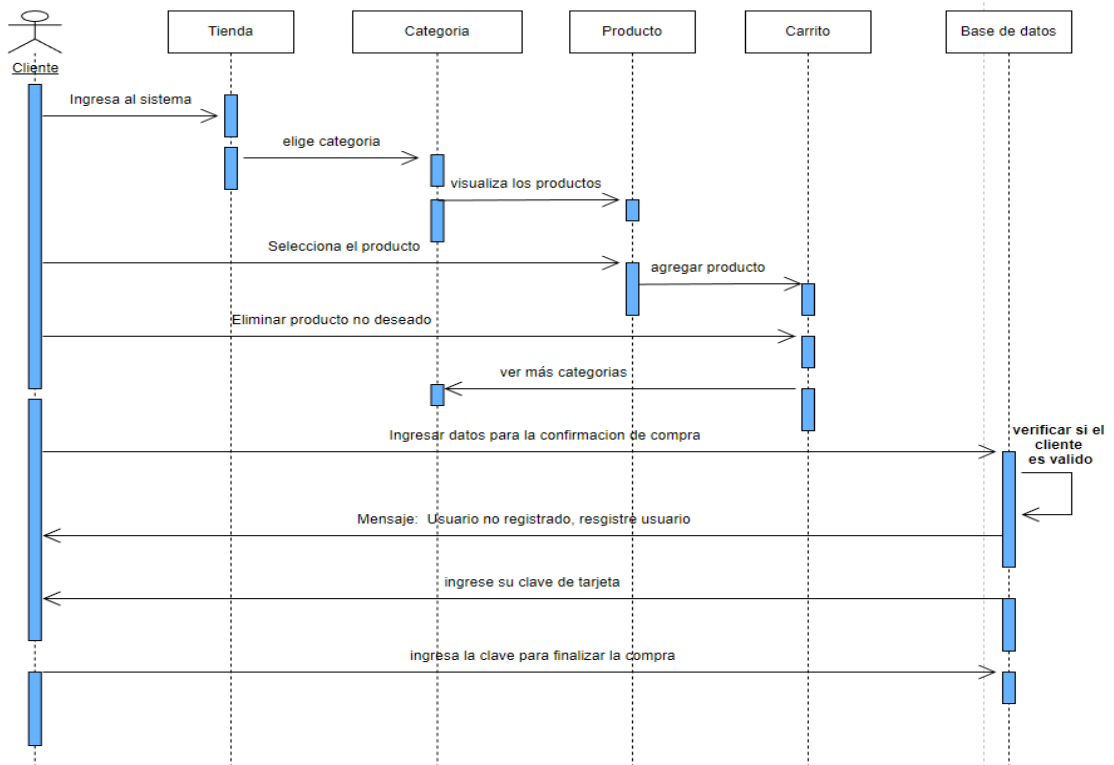 Cliente
Tienda
Categoria
Producto
Carrito
Base de datos
Ingresa al sistema
elige categoria
visualiza los productos
Selecciona el producto
agregar producto
Eliminar producto no deseado
ver más categorias
Ingresar datos para la confirmacion de compra
verificar si el
cliente
es valido
Mensaje: Usuario no registrado, resgistre usuario
ingrese su clave de tarjeta
ingresa la clave para finalizar la compra